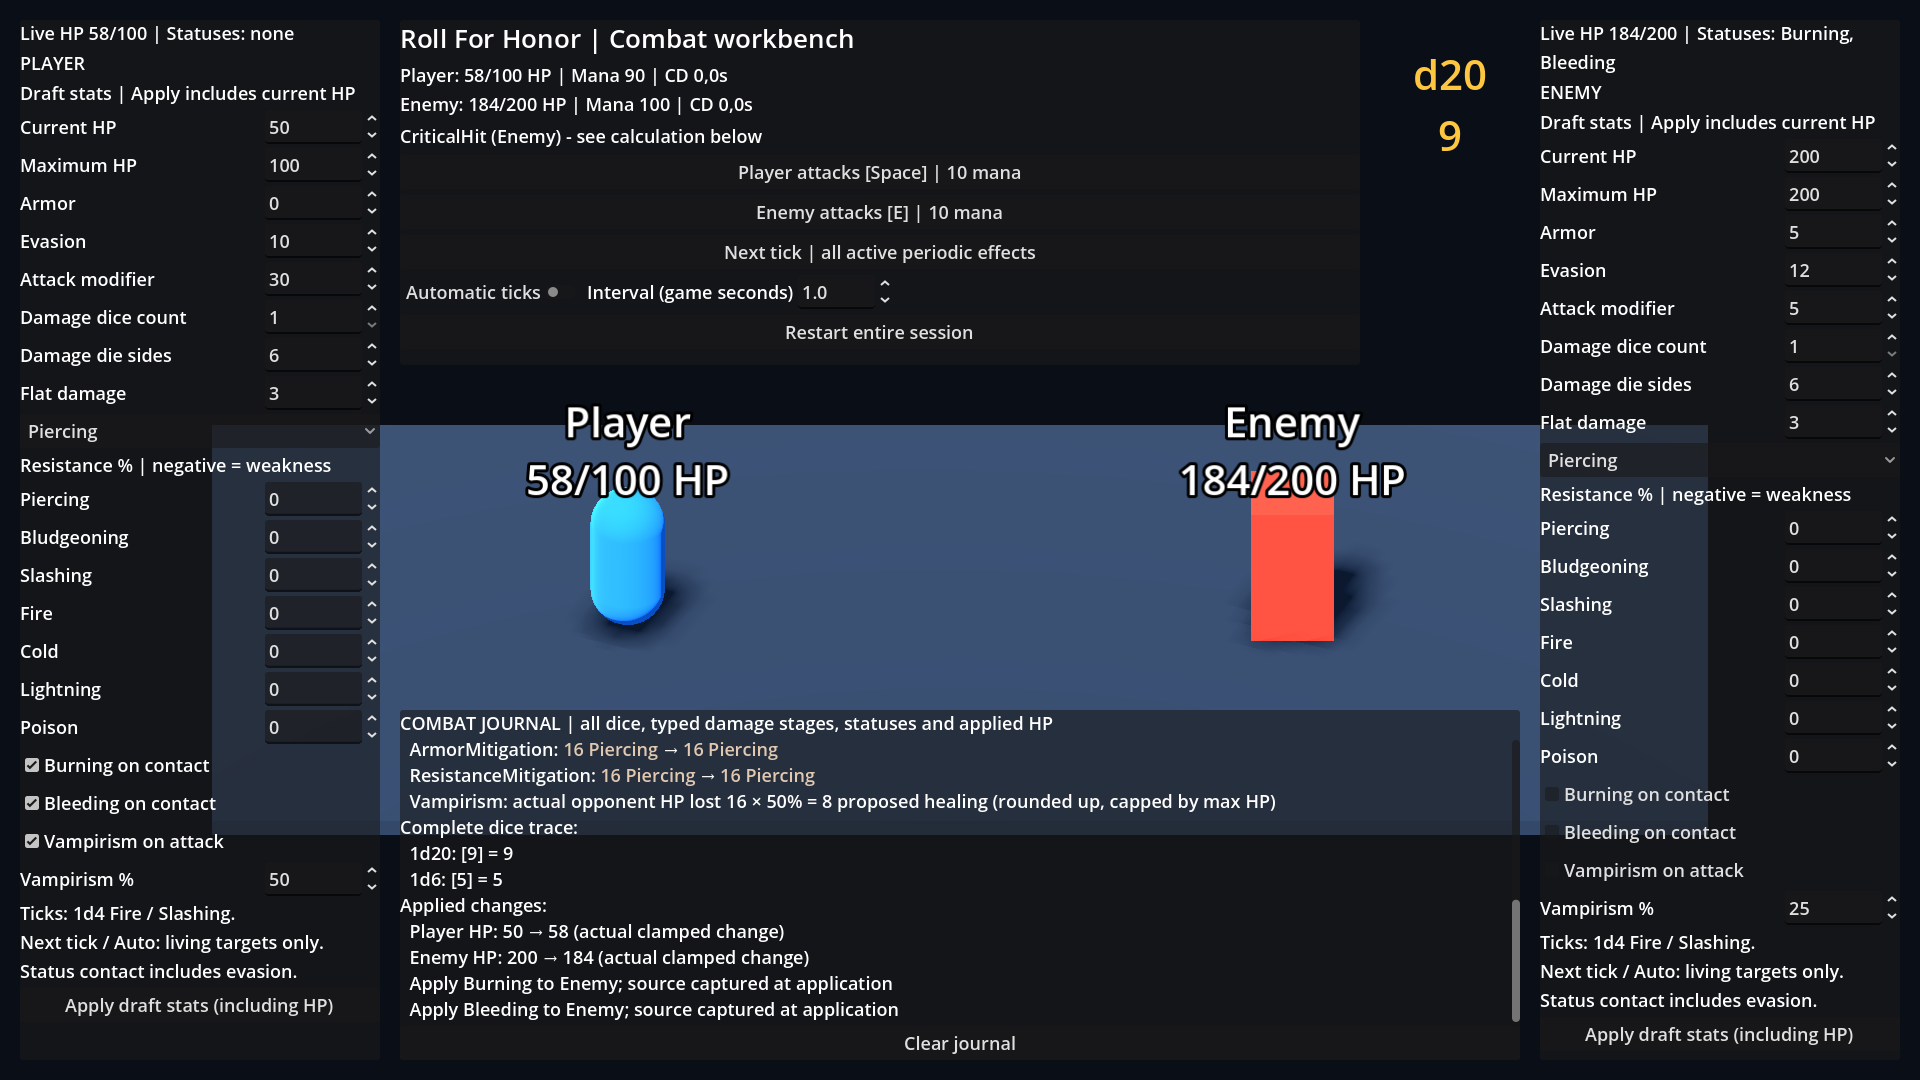 Live HP 58/100 | Statuses: none
PLAYER
Draft stats | Apply includes current HP
Current HP 50
Maximum HP 100
Armor 0
Evasion 10
Attack modifier 30
Damage dice count 1
Damage die sides 6
Flat damage 3
Piercing
Resistance % | negative = weakness
Piercing 0
Bludgeoning 0
Slashing 0
Fire 0
Cold 0
Lightning 0
Poison 0
Burning on contact
Bleeding on contact
Vampirism on attack
Vampirism % 50
Ticks: 1d4 Fire / Slashing.
Next tick / Auto: living targets only.
Status contact includes evasion.
Apply draft stats (including HP)
Roll For Honor | Combat workbench
Player: 58/100 HP | Mana 90 | CD 0,0s
Enemy: 184/200 HP | Mana 100 | CD 0,0s
CriticalHit (Enemy) - see calculation below
Player attacks [Space] | 10 mana
Enemy attacks [E] | 10 mana
Next tick | all active periodic effects
Automatic ticks Interval (game seconds) 1.0
Restart entire session
d20
9
Player
58/100 HP
Enemy
184/200 HP
COMBAT JOURNAL | all dice, typed damage stages, statuses and applied HP
ArmorMitigation: 16 Piercing → 16 Piercing
ResistanceMitigation: 16 Piercing → 16 Piercing
Vampirism: actual opponent HP lost 16 × 50% = 8 proposed healing (rounded up, capped by max HP)
Complete dice trace:
1d20: [9] = 9
1d6: [5] = 5
Applied changes:
Player HP: 50 → 58 (actual clamped change)
Enemy HP: 200 → 184 (actual clamped change)
Apply Burning to Enemy; source captured at application
Apply Bleeding to Enemy; source captured at application
Clear journal
Live HP 184/200 | Statuses: Burning,
Bleeding
ENEMY
Draft stats | Apply includes current HP
Current HP 200
Maximum HP 200
Armor 5
Evasion 12
Attack modifier 5
Damage dice count 1
Damage die sides 6
Flat damage 3
Piercing
Resistance % | negative = weakness
Piercing 0
Bludgeoning 0
Slashing 0
Fire 0
Cold 0
Lightning 0
Poison 0
Burning on contact
Bleeding on contact
Vampirism on attack
Vampirism % 25
Ticks: 1d4 Fire / Slashing.
Next tick / Auto: living targets only.
Status contact includes evasion.
Apply draft stats (including HP)